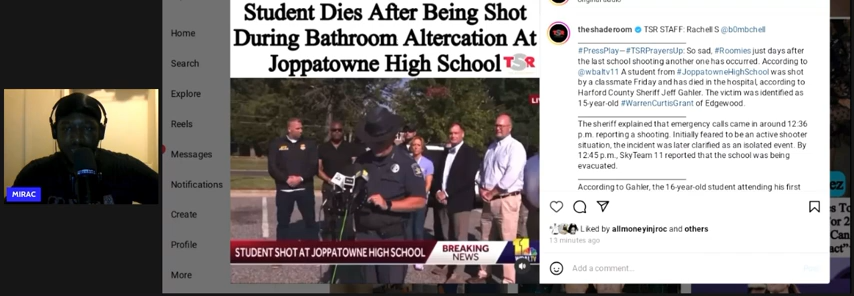 Home
Search
Explore
Reels
Messages
Notifications
Create
Profile
More
MIRAC
Student Dies After Being Shot
During Bathroom Altercation At
Joppatowne High School TSR
STUDENT SHOT AT JOPPATOWNE HIGH SCHOOL
BREAKING
NEWS
theshaderoom TSR STAFF: Rachell S @b0mbchell
#PressPlay—#TSRPrayersUp: So sad, #Roomies just days after
the last school shooting another one has occurred. According to
@wbaltv11 A student from #JoppatowneHighSchool was shot
by a classmate Friday and has died in the hospital, according to
Harford County Sheriff Jeff Gahler. The victim was identified as
15-year-old #WarrenCurtisGrant of Edgewood.
The sheriff explained that emergency calls came in around 12:36
p.m. reporting a shooting. Initially feared to be an active shooter
situation, the incident was later clarified as an isolated event. By
12:45 p.m., SkyTeam 11 reported that the school was being
evacuated.
According to Gahler, the 16-year-old student attending his first
Liked by allmoneyinjroc and others
13 minutes ago
Add a comment...